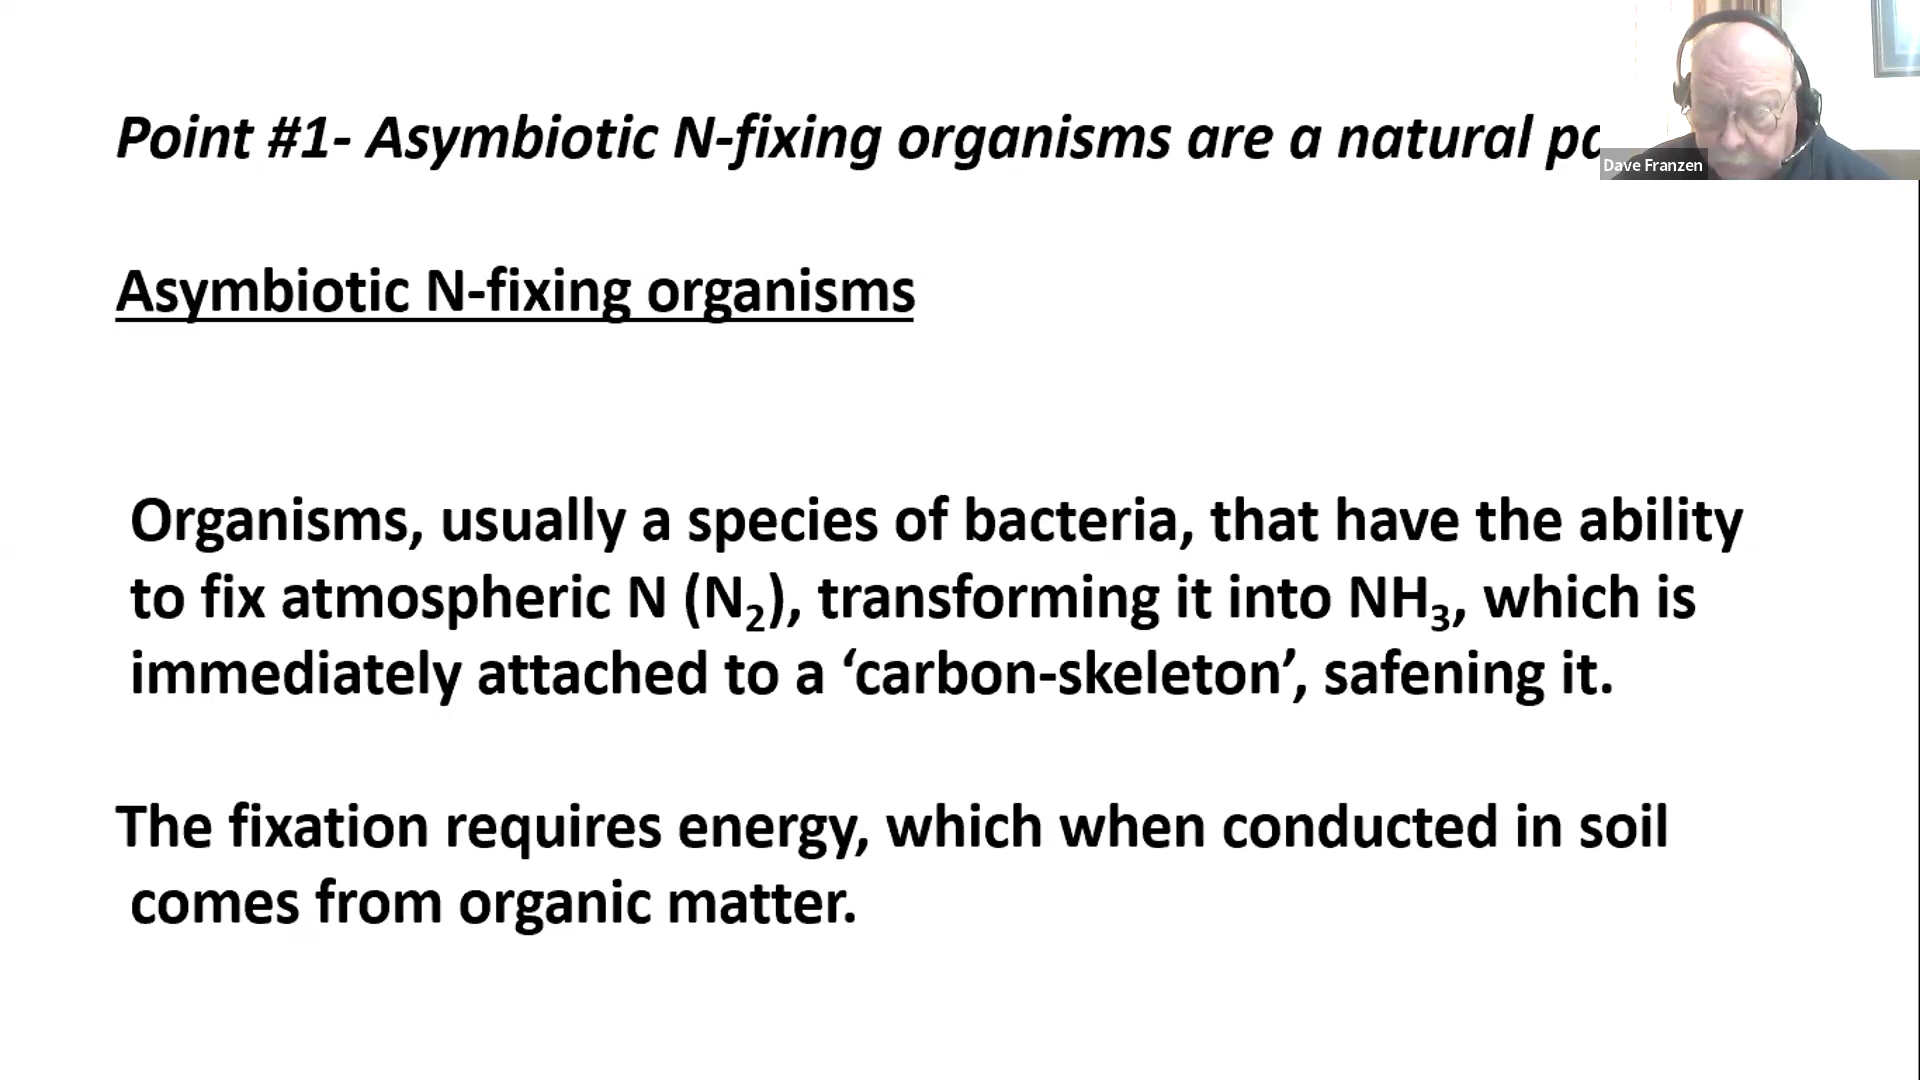 Point #1- Asymbiotic N-fixing organisms are a natural
Dave Franzen
Asymbiotic N-fixing organisms
Organisms, usually a species of bacteria, that have the ability
to fix atmospheric N (N₂), transforming it into NH₃, which is
immediately attached to a ‘carbon-skeleton’, safening it.
The fixation requires energy, which when conducted in soil
comes from organic matter.